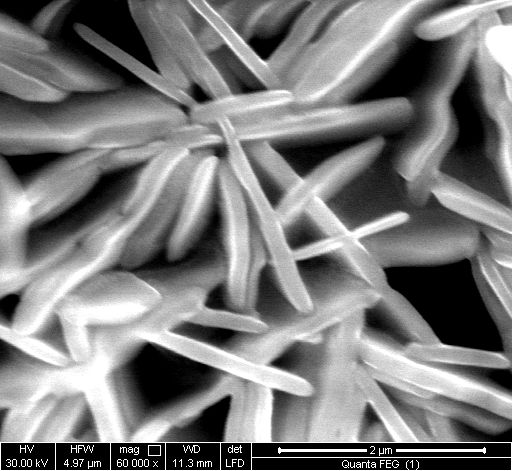 HV HFW mag WD det 2 µm
30.00 kV 4.97 µm 60 000 x 11.3 mm LFD Quanta FEG (1)